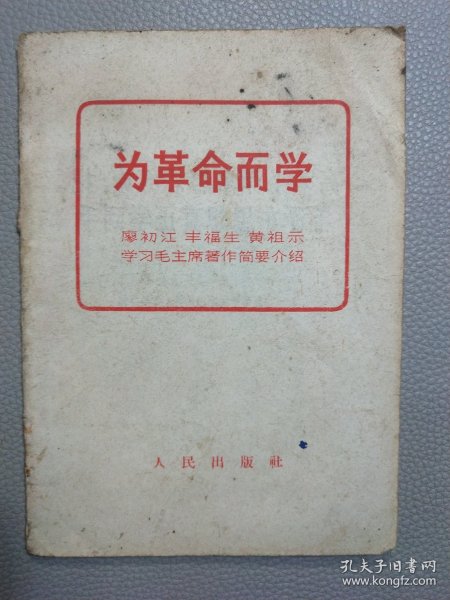 为革命而学
廖初江 丰福生 黄祖示
学习毛主席著作简要介绍
人民出版社
孔夫子旧书网
www.kongfz.com